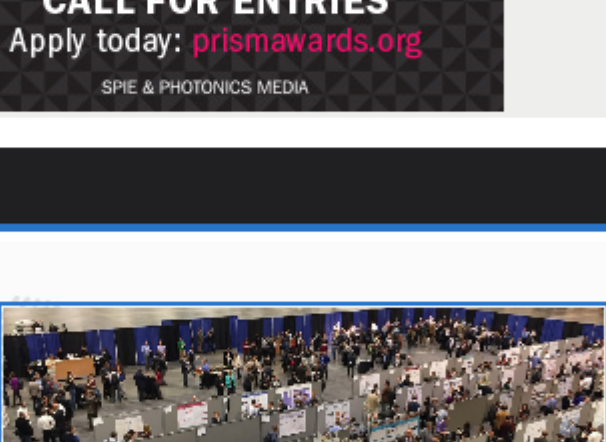 CALL FOR ENTRIES
Apply today: prismawards.org
SPIE & PHOTONICS MEDIA